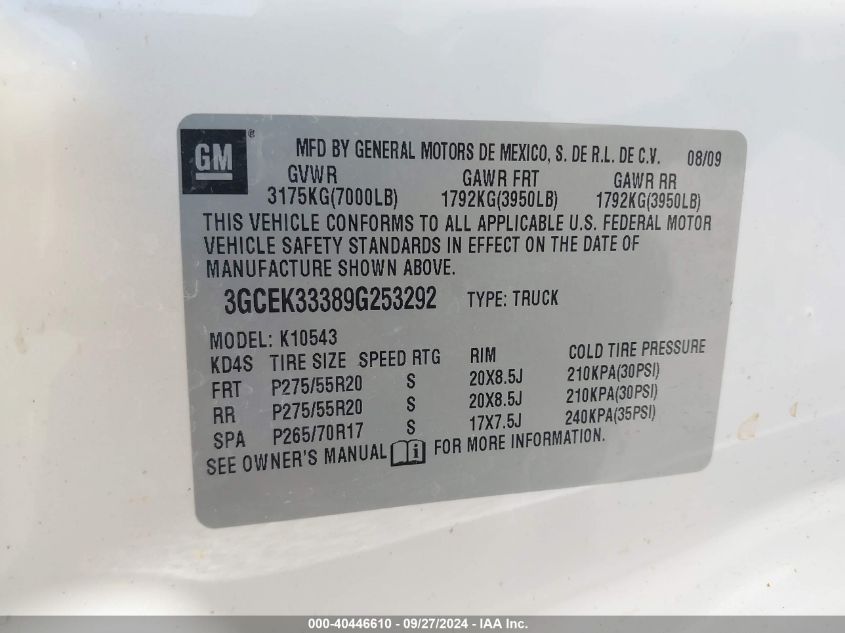 GM ® MFD BY GENERAL MOTORS DE MEXICO, S. DE R.L. DE C.V. 08/09
GVWR GAWR FRT GAWR RR
3175KG(7000LB) 1792KG(3950LB) 1792KG(3950LB)
THIS VEHICLE CONFORMS TO ALL APPLICABLE U.S. FEDERAL MOTOR
VEHICLE SAFETY STANDARDS IN EFFECT ON THE DATE OF
MANUFACTURE SHOWN ABOVE.
3GCEK33389G253292 TYPE: TRUCK
MODEL: K10543
KD4S TIRE SIZE SPEED RTG RIM COLD TIRE PRESSURE
FRT P275/55R20 S 20X8.5J 210KPA(30PSI)
RR P275/55R20 S 20X8.5J 210KPA(30PSI)
SPA P265/70R17 S 17X7.5J 240KPA(35PSI)
SEE OWNER'S MANUAL i FOR MORE INFORMATION.
000-40446610 - 09/27/2024 - IAA Inc.